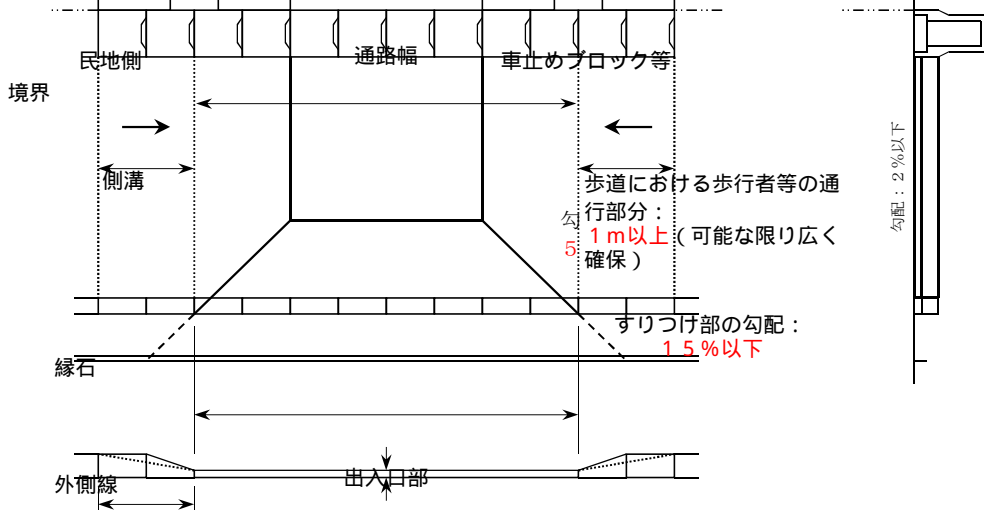 民地側
通路幅
車止めブロック等
境界
側溝
歩道における歩行者等の通
行部分：
１ｍ以上（可能な限り広く
確保）
勾
５
勾配：２％以下
すりつけ部の勾配：
１５％以下
縁石
外側線
出入口部